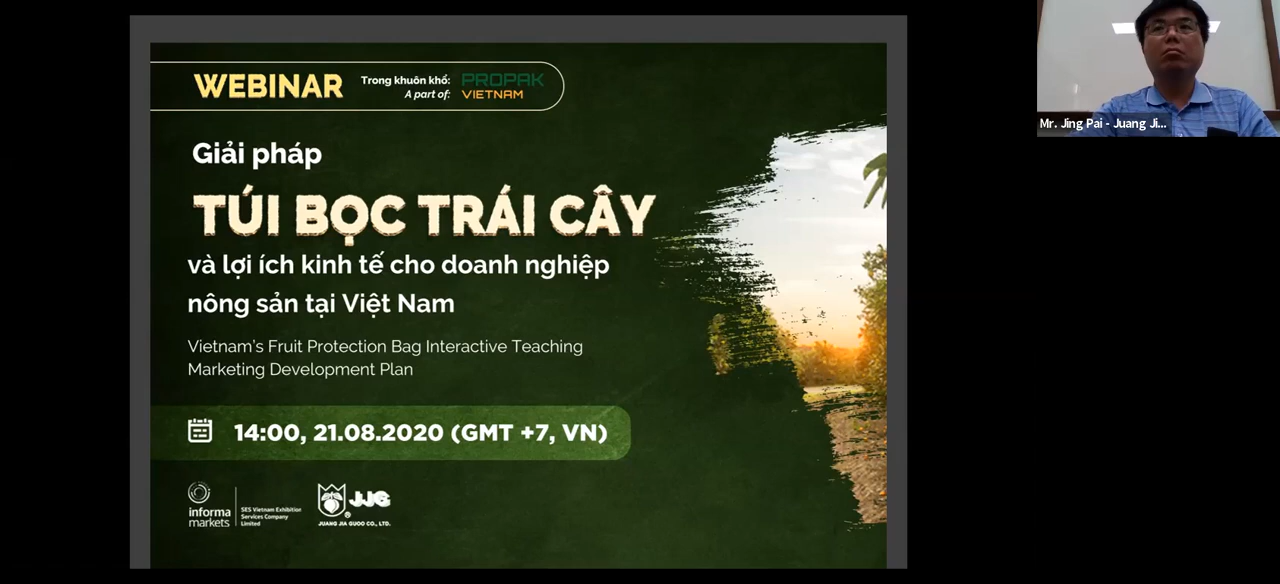 WEBINAR
Trong khuôn khổ:
A part of:
PROPAK
VIETNAM
Giải pháp
TÚI BỌC TRÁI CÂY
và lợi ích kinh tế cho doanh nghiệp
nông sản tại Việt Nam
Vietnam's Fruit Protection Bag Interactive Teaching
Marketing Development Plan
14:00, 21.08.2020 (GMT +7, VN)
informa
markets
SES Vietnam Exhibition
Services Company
Limited
JJG
®
JUANG JIA GUOO CO., LTD.
Mr. Jing Pai - Juang Ji...